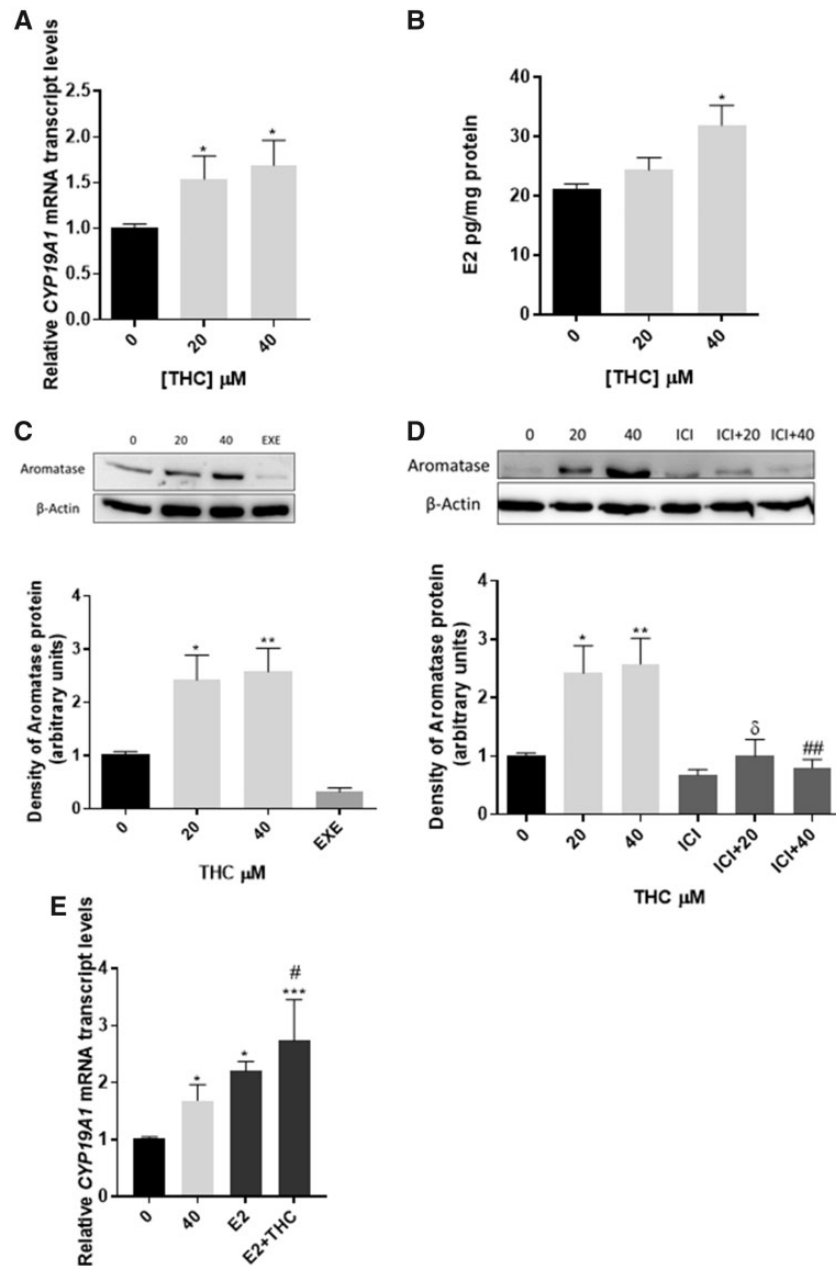 A
Relative CYP19A1 mRNA transcript levels
2.5
2.0
1.5
1.0
0.5
0.0
*
*
0
20
40
[THC] µM
B
E2 pg/mg protein
40
30
20
10
0
*
0
20
40
[THC] µM
C
0 20 40 EXE
Aromatase
β-Actin
Density of Aromatase protein
(arbitrary units)
4
3
2
1
0
*
**
0
20
40
EXE
THC µM
D
0 20 40 ICI ICI+20 ICI+40
Aromatase
β-Actin
Density of Aromatase protein
(arbitrary units)
4
3
2
1
0
*
**
δ
##
0
20
40
ICI
ICI+20
ICI+40
THC µM
E
Relative CYP19A1 mRNA transcript levels
4
3
2
1
0
*
*
#
***
0
40
E2
E2+THC